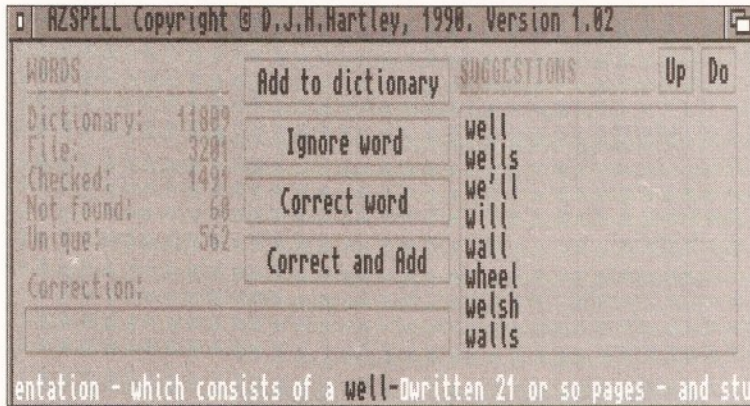 AZSPELL Copyright © D.J.H.Hartley, 1990. Version 1.02
WORDS
Dictionary: 11809
File: 3201
Checked: 1491
Not found: 60
Unique: 562
Correction:
Add to dictionary
Ignore word
Correct word
Correct and Add
SUGGESTIONS
Up Do
well
wells
we'll
will
wall
wheel
welsh
walls
entation - which consists of a well-written 21 or so pages - and stu